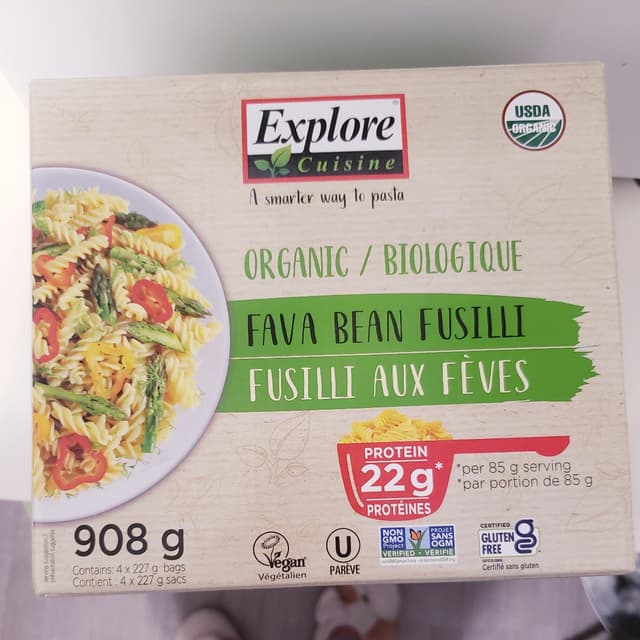 Explore
Cuisine
®
A smarter way to pasta
USDA
ORGANIC
ORGANIC / BIOLOGIQUE
FAVA BEAN FUSILLI
FUSILLI AUX FÈVES
PROTEIN
22g*
PROTÉINES
*per 85 g serving
*par portion de 85 g
908 g
Contains: 4 x 227 g bags
Contient : 4 x 227 g sacs
Vegan
Végétalien
U
PARÈVE
NON GMO Project VERIFIED
PROJET SANS OGM VÉRIFIÉ
CERTIFIED
GLUTEN FREE
Certifié sans gluten